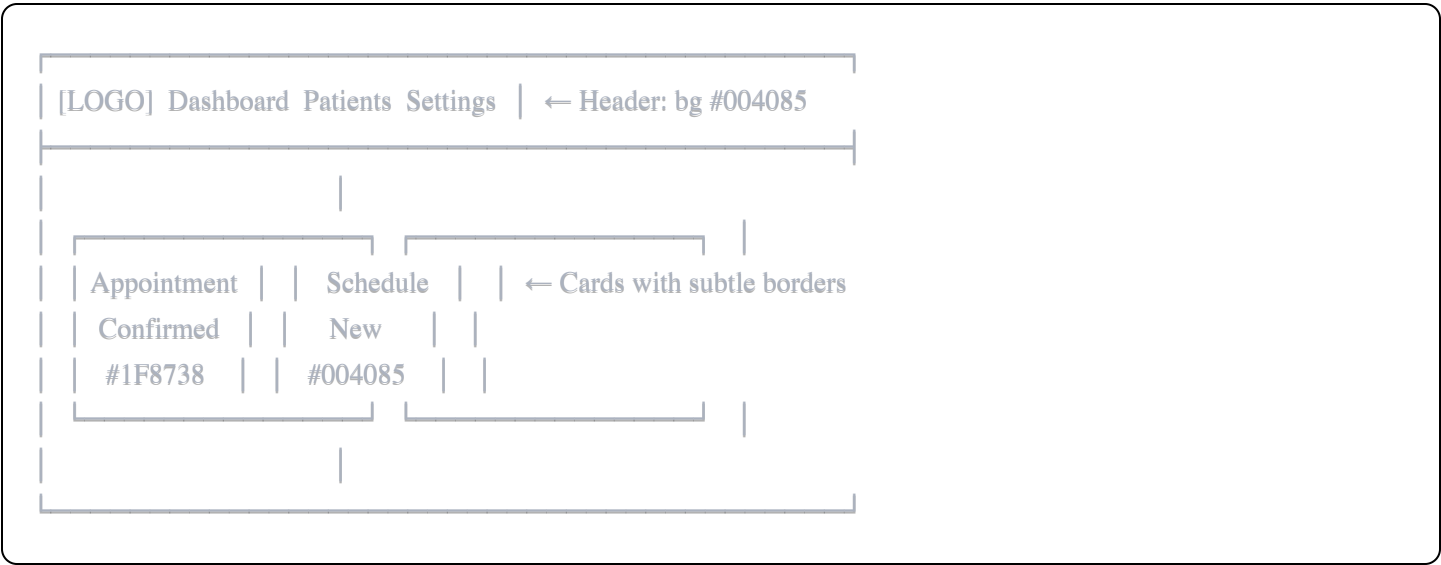 [LOGO] Dashboard Patients Settings │ ← Header: bg #004085
Appointment │ │ Schedule │ │ ← Cards with subtle borders
Confirmed │ │ New │ │
#1F8738 │ │ #004085 │ │